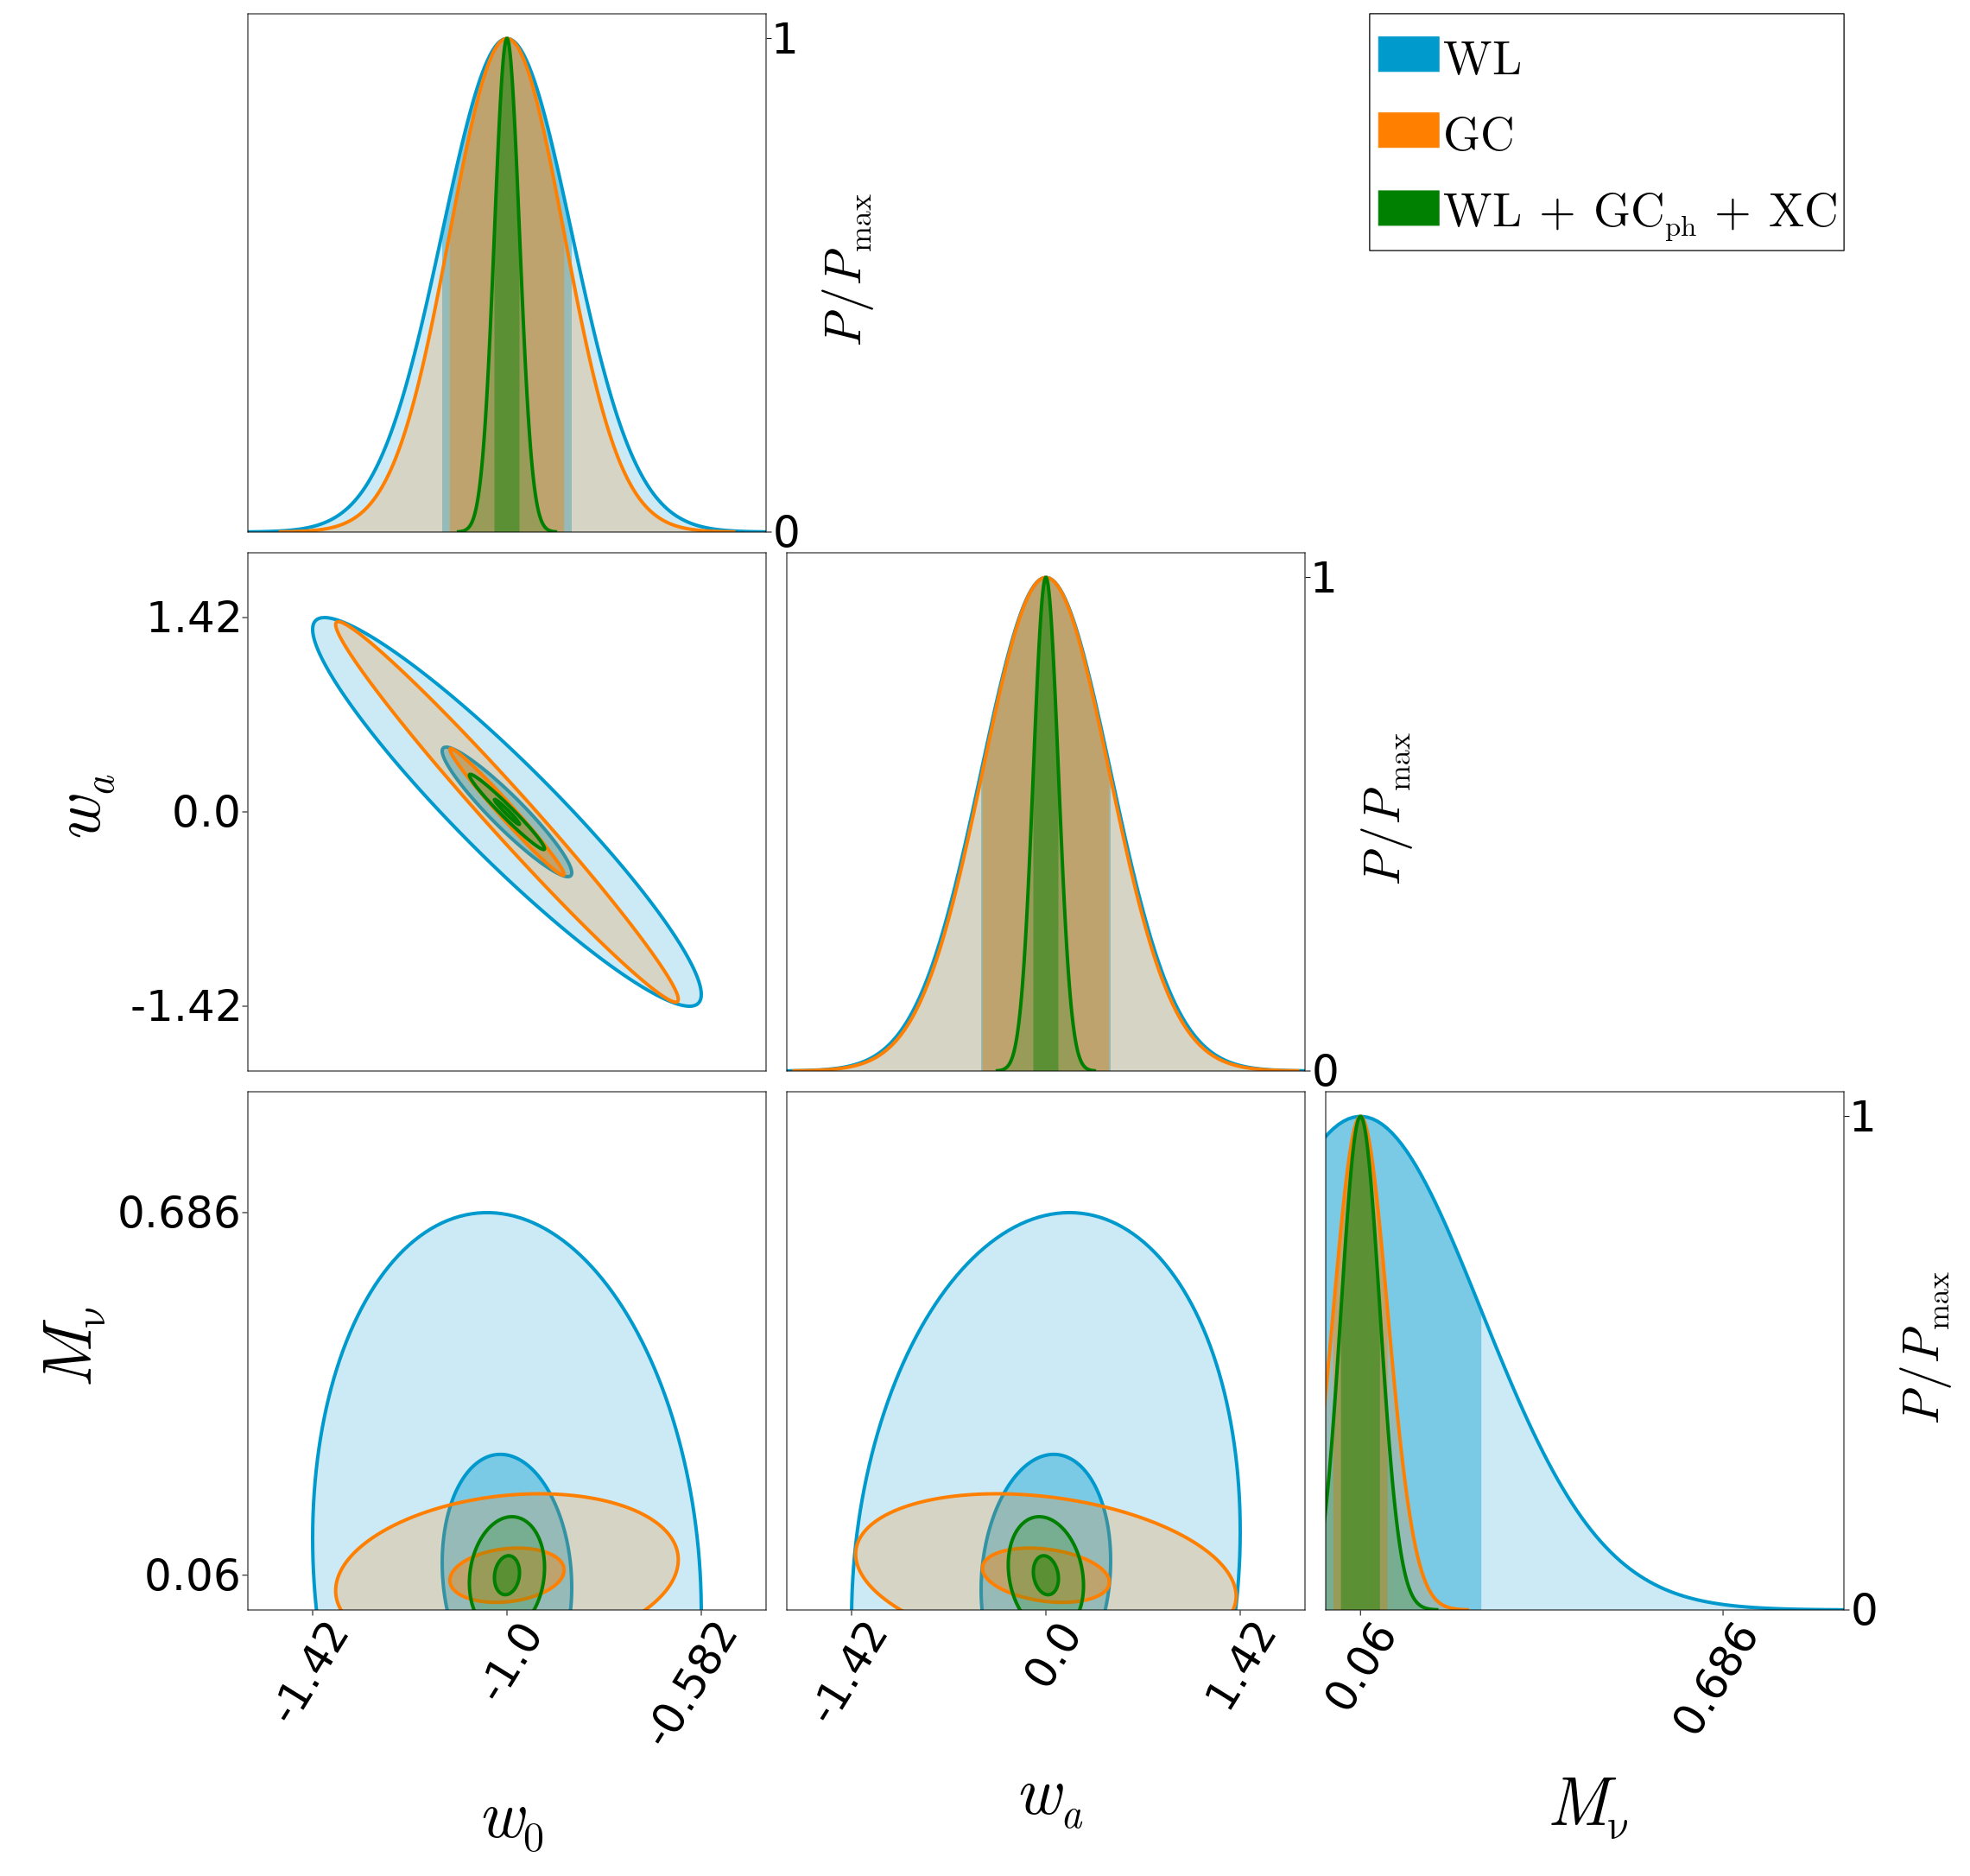 1
WL
GC
WL + GC_ph + XC
P/P_max
0
w_a
1.42
0.0
-1.42
1
P/P_max
0
M_ν
0.686
0.06
1
P/P_max
0
-1.42
-1.0
-0.582
-1.42
0.0
1.42
0.06
0.686
w_0
w_a
M_ν